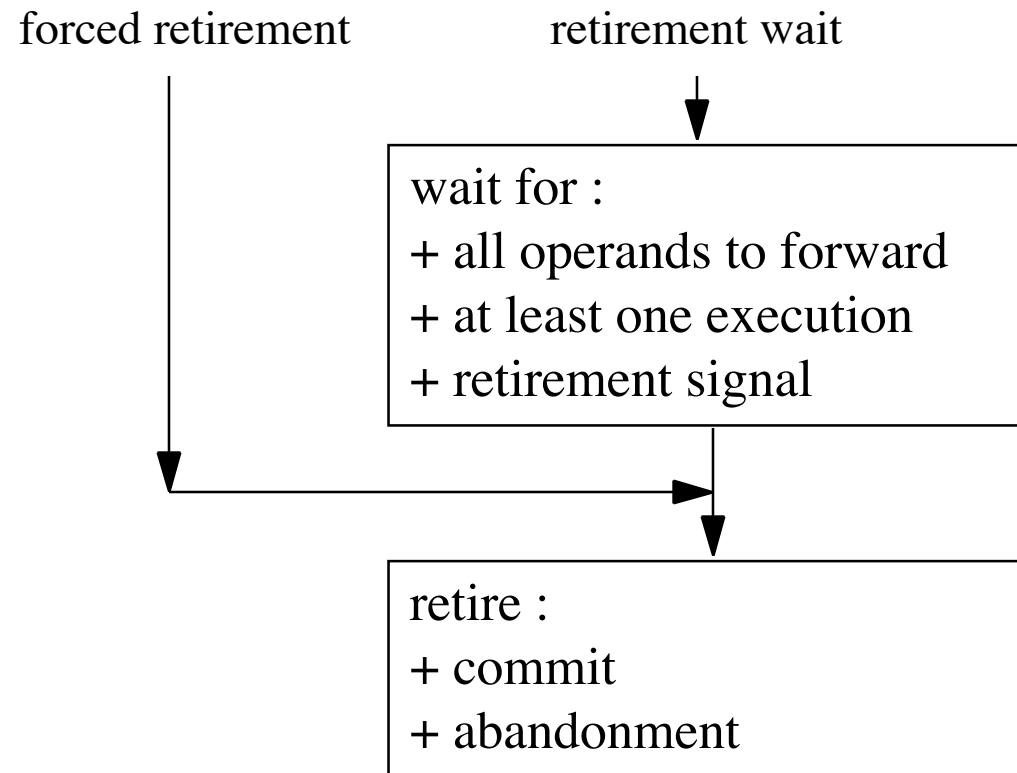 forced retirement
retirement wait
wait for :
+ all operands to forward
+ at least one execution
+ retirement signal
retire :
+ commit
+ abandonment